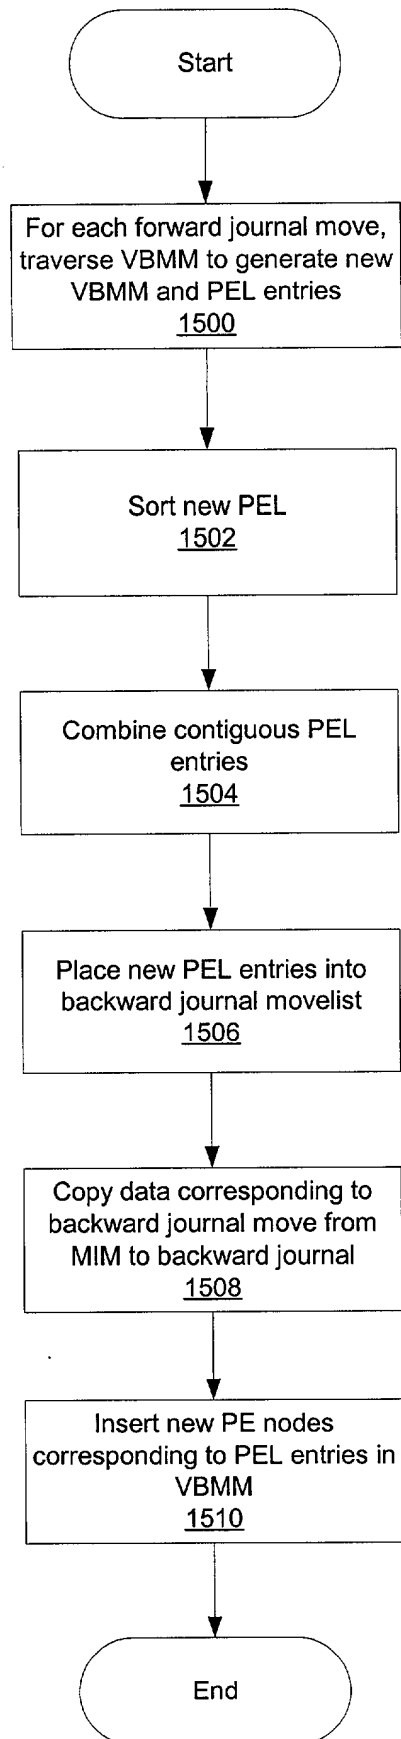 Start
For each forward journal move,
traverse VBMM to generate new
VBMM and PEL entries
1500
Sort new PEL
1502
Combine contiguous PEL
entries
1504
Place new PEL entries into
backward journal movelist
1506
Copy data corresponding to
backward journal move from
MIM to backward journal
1508
Insert new PE nodes
corresponding to PEL entries in
VBMM
1510
End